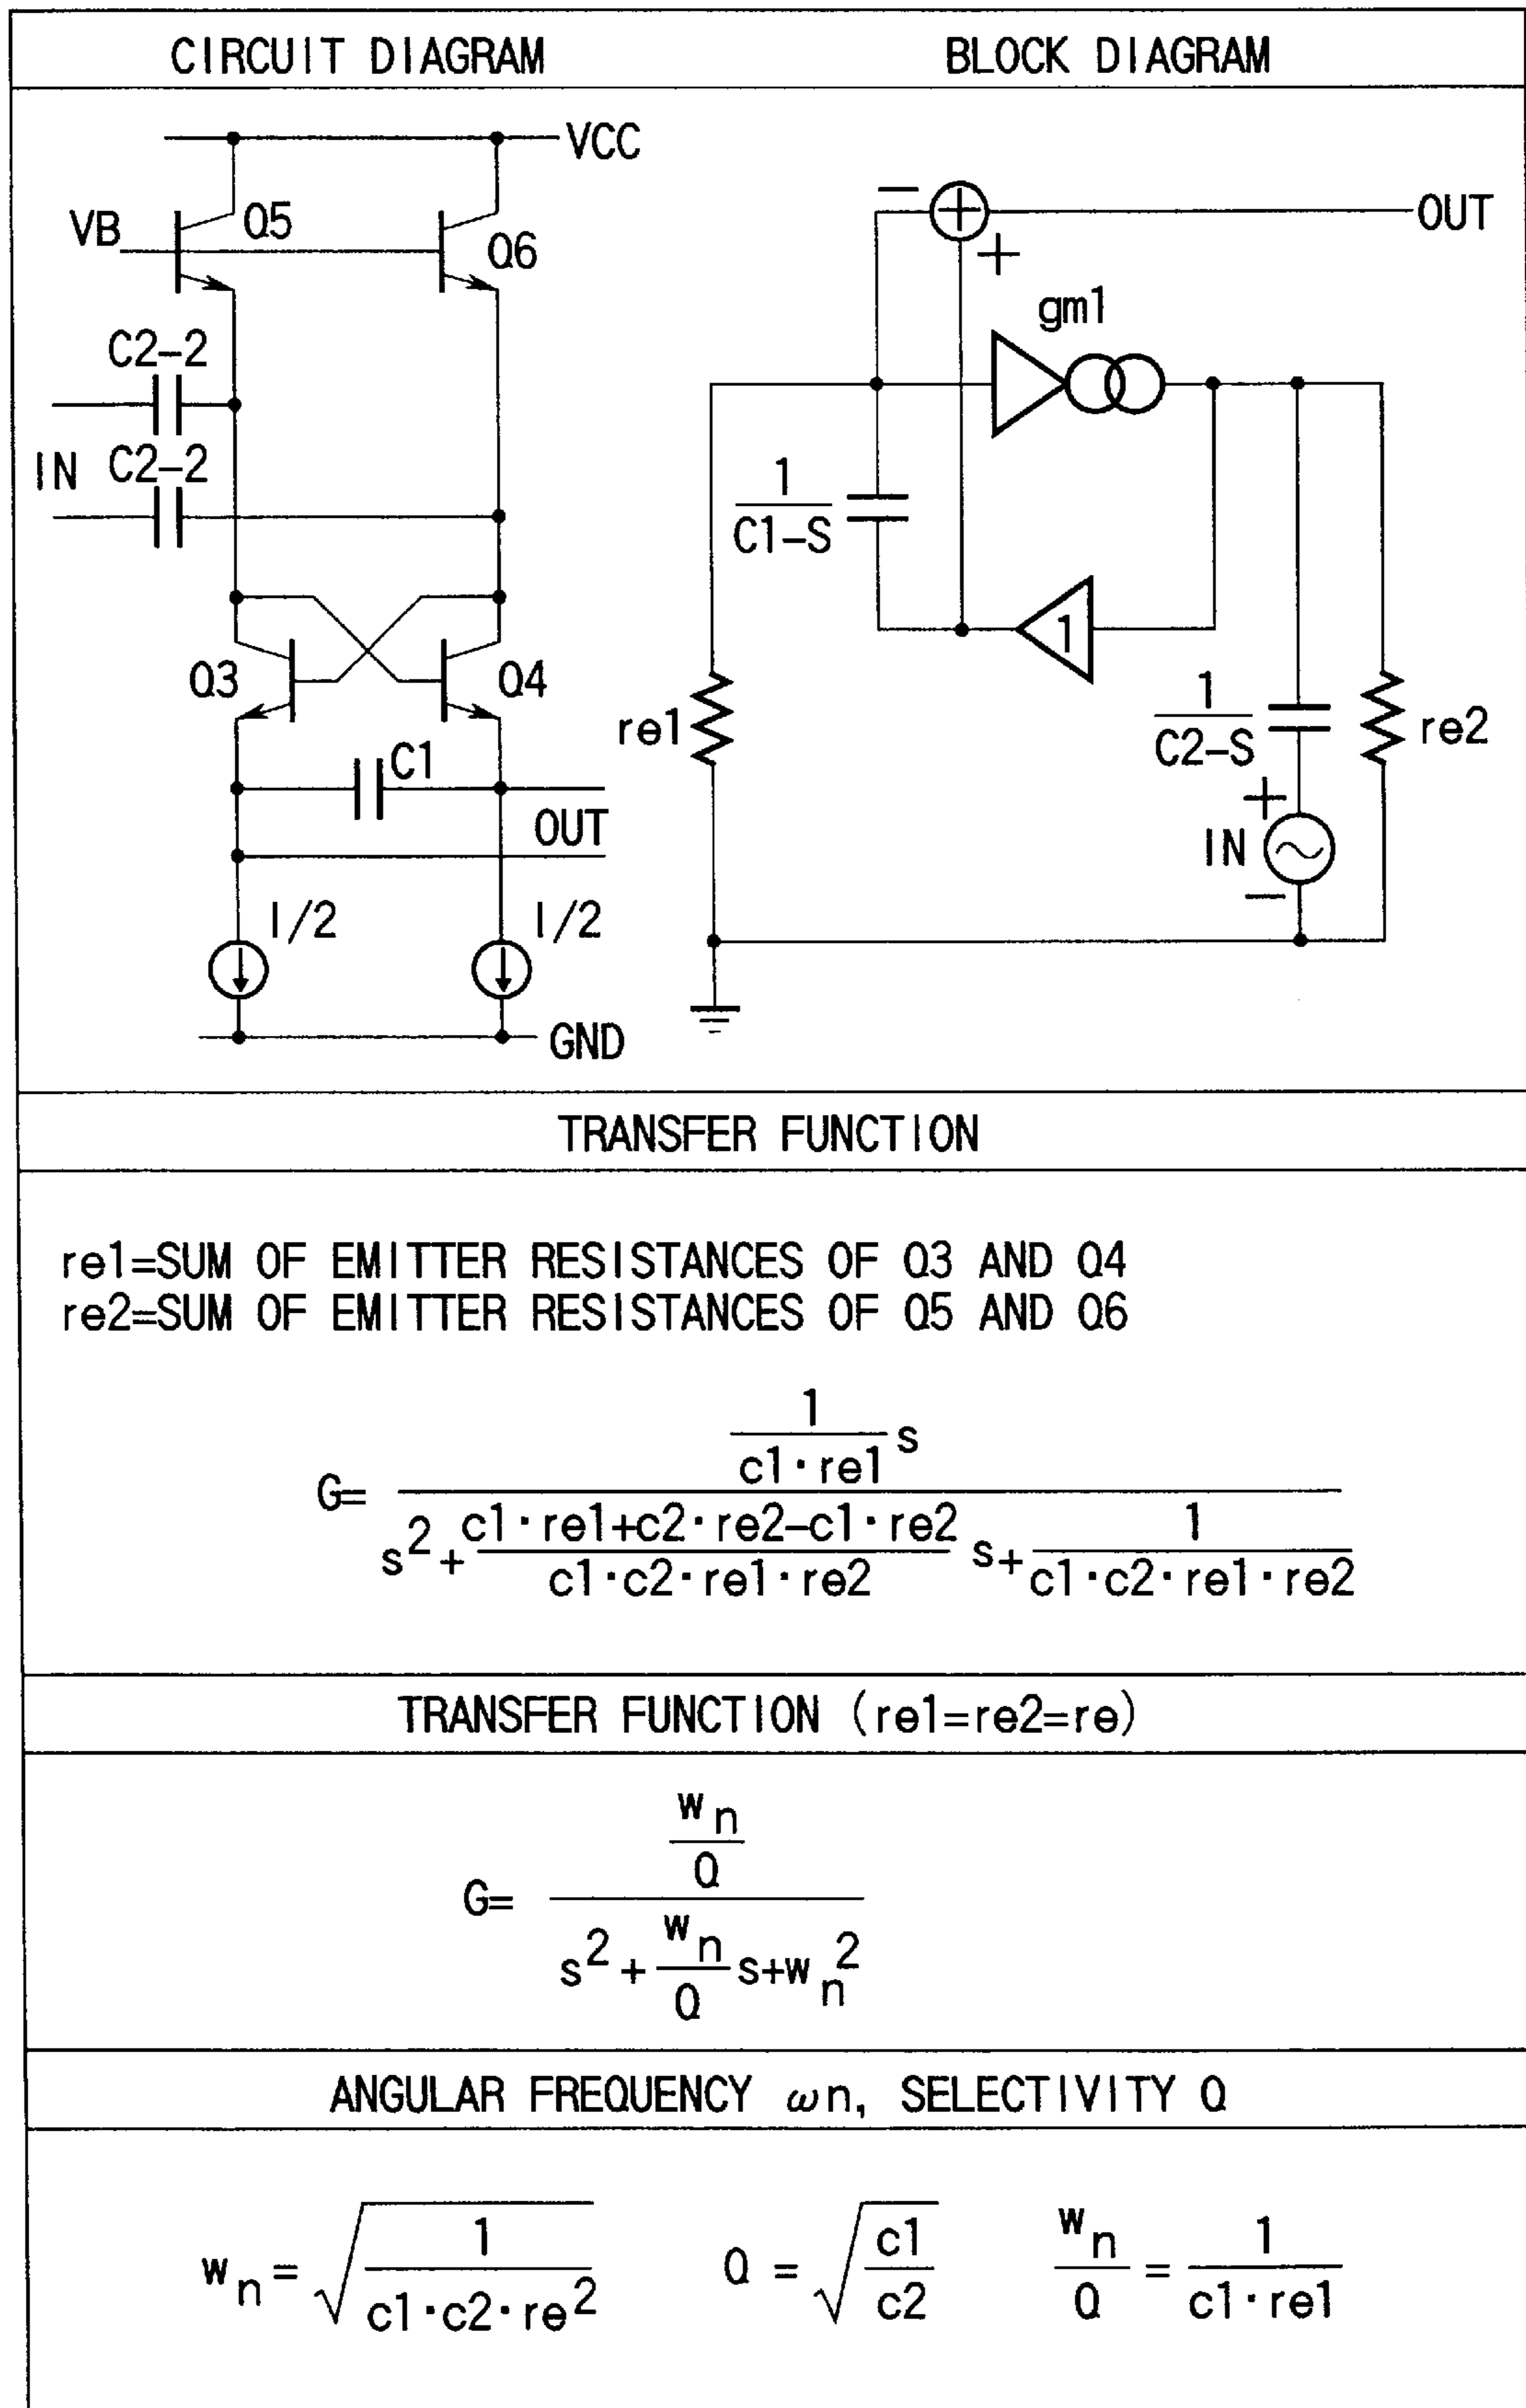 CIRCUIT DIAGRAM
BLOCK DIAGRAM
VCC
VB
Q5
Q6
C2-2
IN
C2-2
Q3
Q4
C1
OUT
I/2
I/2
GND
−
+
OUT
gm1
1
C1-S
1
re1
1
C2-S
re2
+
IN
−
TRANSFER FUNCTION
re1=SUM OF EMITTER RESISTANCES OF Q3 AND Q4
re2=SUM OF EMITTER RESISTANCES OF Q5 AND Q6
G= (1/(c1·re1) s) / (s² + (c1·re1+c2·re2-c1·re2)/(c1·c2·re1·re2) s + 1/(c1·c2·re1·re2))
TRANSFER FUNCTION (re1=re2=re)
G= (wn/Q) / (s² + (wn/Q) s+wn²)
ANGULAR FREQUENCY ωn, SELECTIVITY Q
wn = √(1/(c1·c2·re²)) Q = √(c1/c2) wn/Q = 1/(c1·re1)